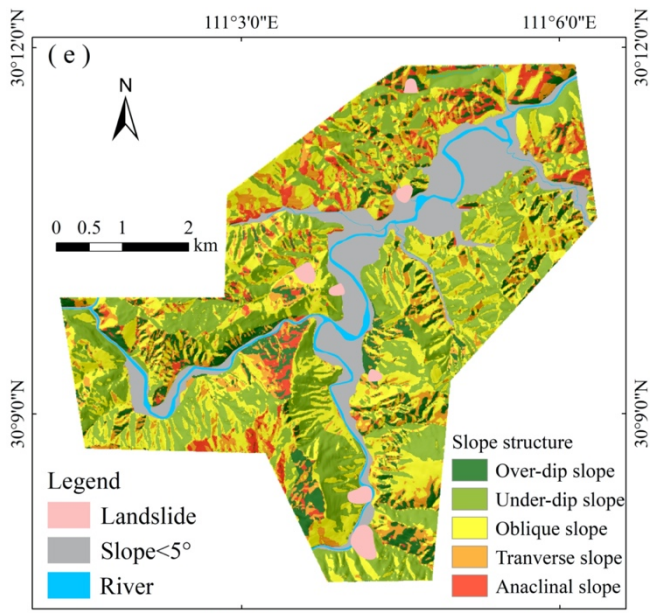 111°3'0"E 111°6'0"E
30°12'0"N 30°12'0"N
(e)
N
0 0.5 1 2
km
30°9'0"N 30°9'0"N
Legend
Landslide
Slope<5°
River
Slope structure
Over-dip slope
Under-dip slope
Oblique slope
Tranverse slope
Anaclinal slope